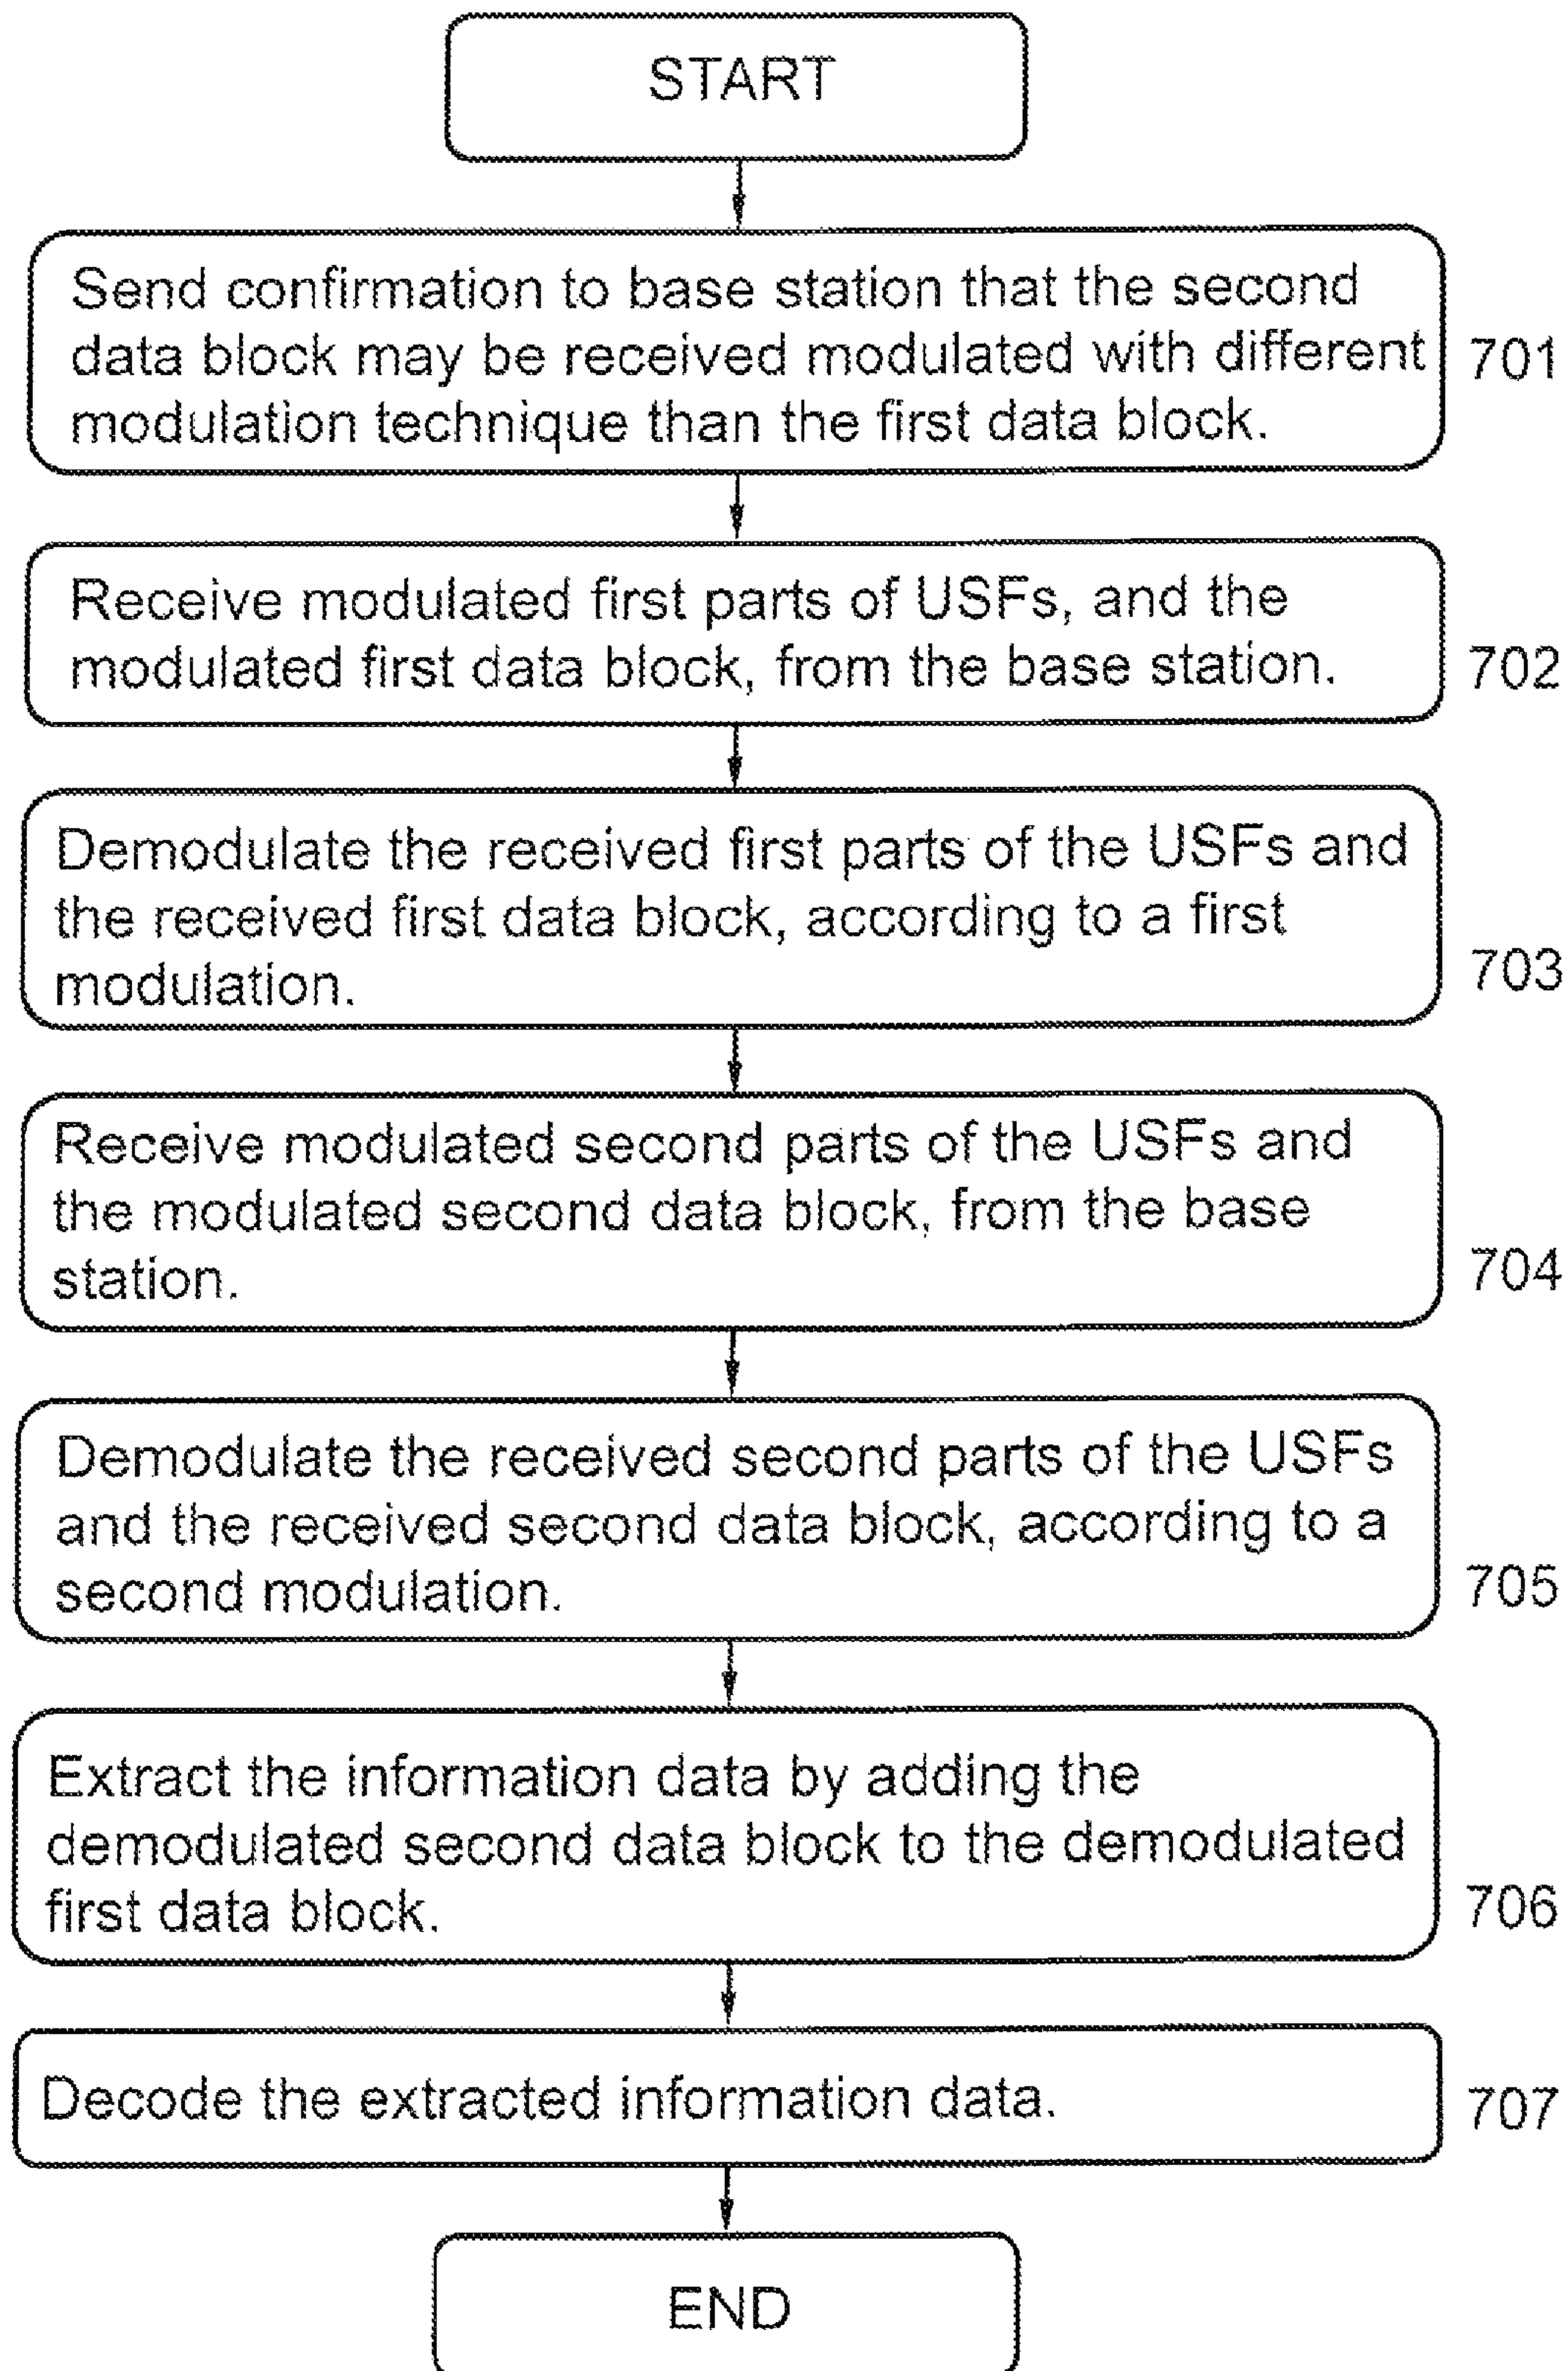 START
Send confirmation to base station that the second
data block may be received modulated with different
modulation technique than the first data block.
701
Receive modulated first parts of USFs, and the
modulated first data block, from the base station.
702
Demodulate the received first parts of the USFs and
the received first data block, according to a first
modulation.
703
Receive modulated second parts of the USFs and
the modulated second data block, from the base
station.
704
Demodulate the received second parts of the USFs
and the received second data block, according to a
second modulation.
705
Extract the information data by adding the
demodulated second data block to the demodulated
first data block.
706
Decode the extracted information data.
707
END